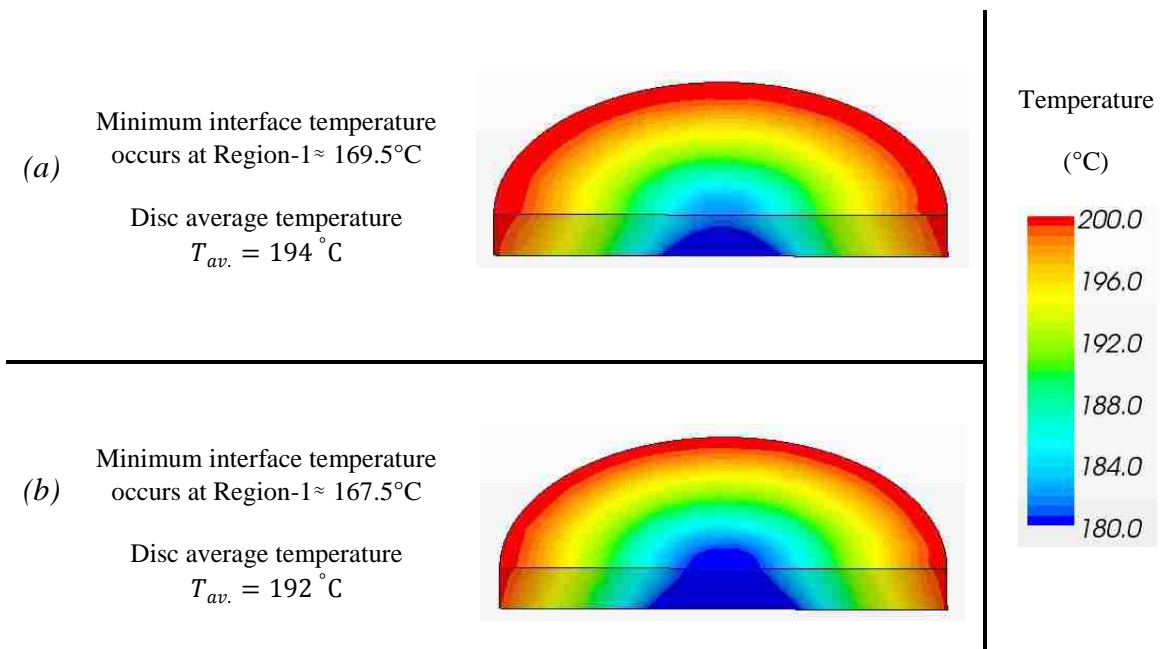 (a)
Minimum interface temperature
occurs at Region-1≈ 169.5°C
Disc average temperature
T_av. = 194 °C
(b)
Minimum interface temperature
occurs at Region-1≈ 167.5°C
Disc average temperature
T_av. = 192 °C
Temperature
(°C)
200.0
196.0
192.0
188.0
184.0
180.0